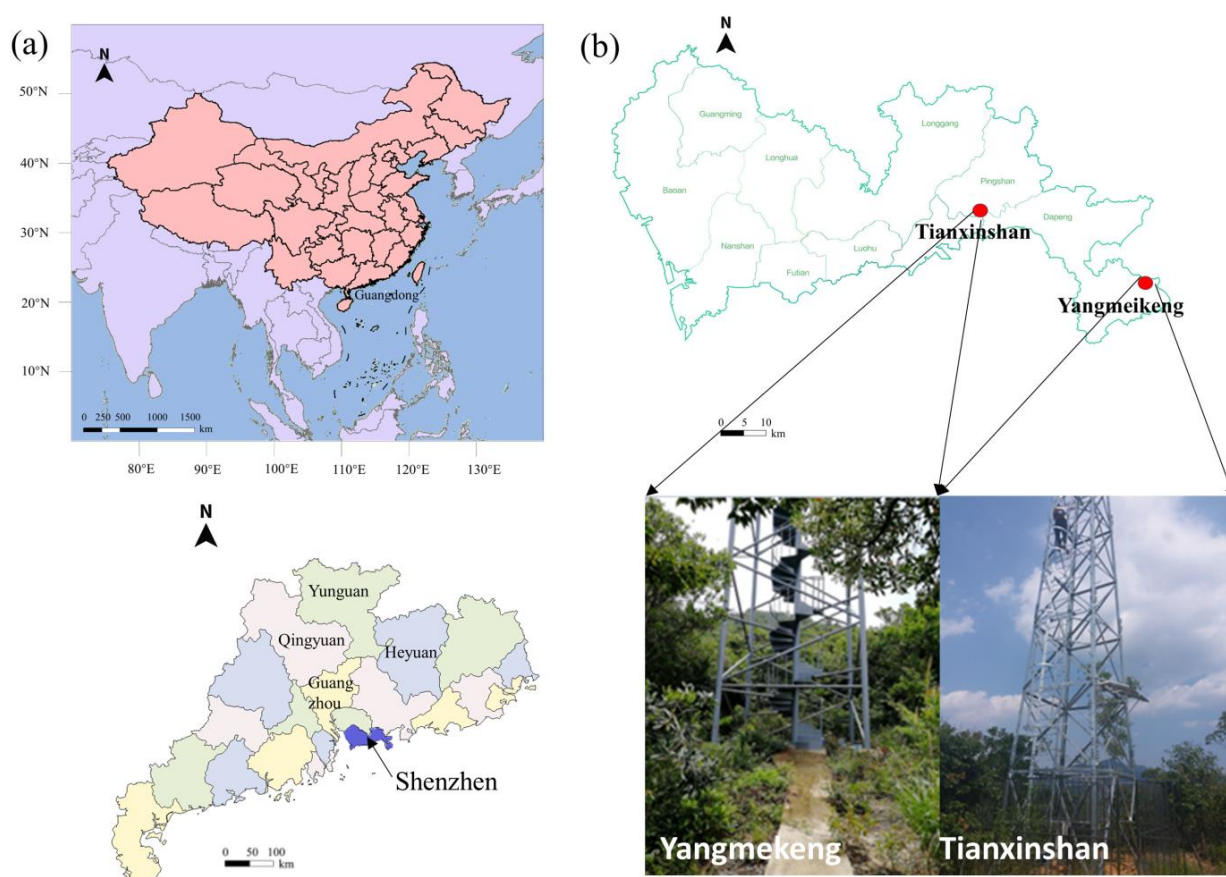 (a)
N
50°N
40°N
30°N
20°N
10°N
Guangdong
0 250 500 1000 1500
km
80°E 90°E 100°E 110°E 120°E 130°E
N
Yunguan
Qingyuan
Heyuan
Guang
zhou
Shenzhen
0 50 100
km
(b)
N
Guangming
Longgang
Longhua
Pingshan
Baoan
Dapeng
Tianxinshan
Nanshan
Luohu
Futian
Yangmeikeng
0 5 10
km
Yangmekeng
Tianxinshan